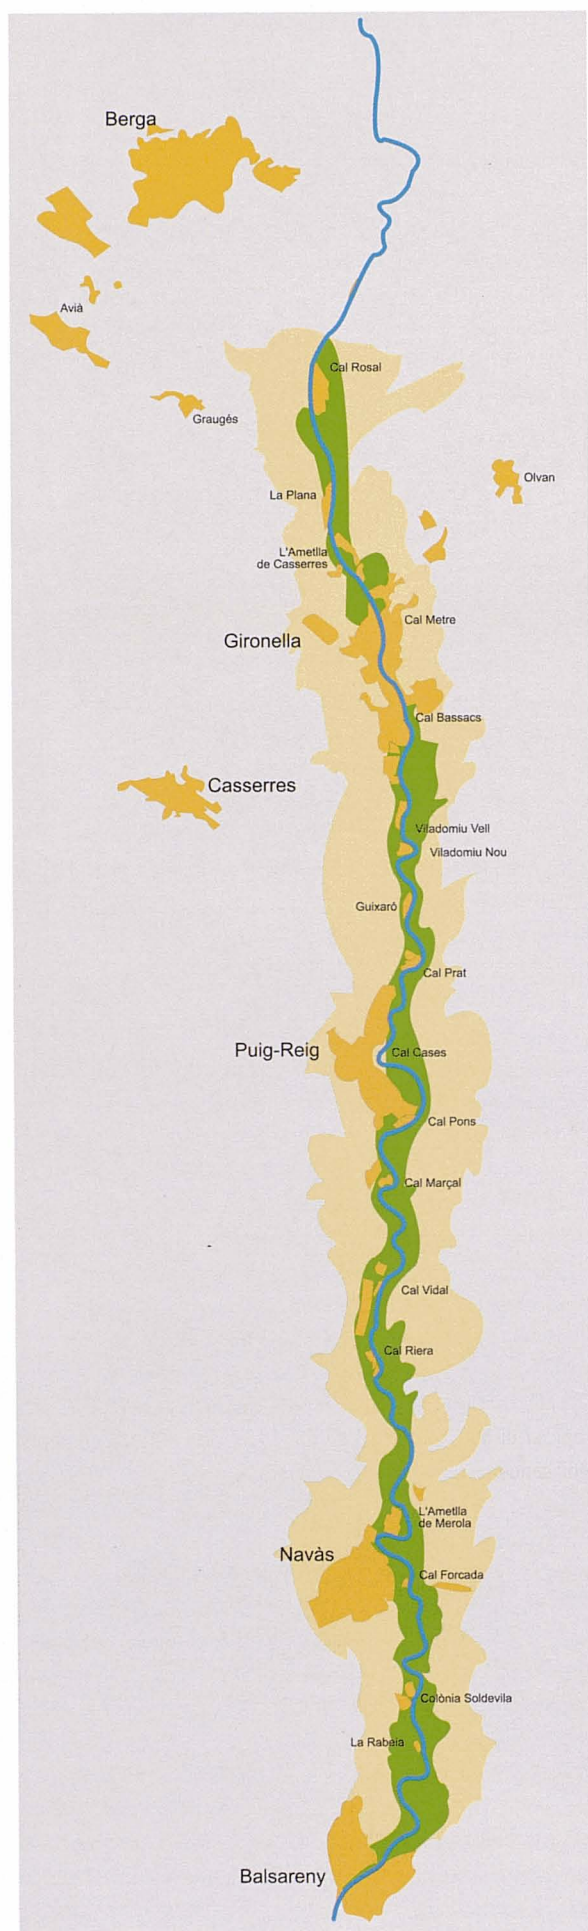 Berga
Avià
Cal Rosal
Graugés
Olvan
La Plana
L'Ametlla
de Casserres
Cal Metre
Gironella
Cal Bassacs
Casserres
Viladomiu Vell
Viladomiu Nou
Guixaró
Cal Prat
Puig-Reig
Cal Cases
Cal Pons
Cal Marçal
Cal Vidal
Cal Riera
L'Ametlla
de Merola
Navàs
Cal Forcada
Colònia Soldevila
La Rabeia
Balsareny